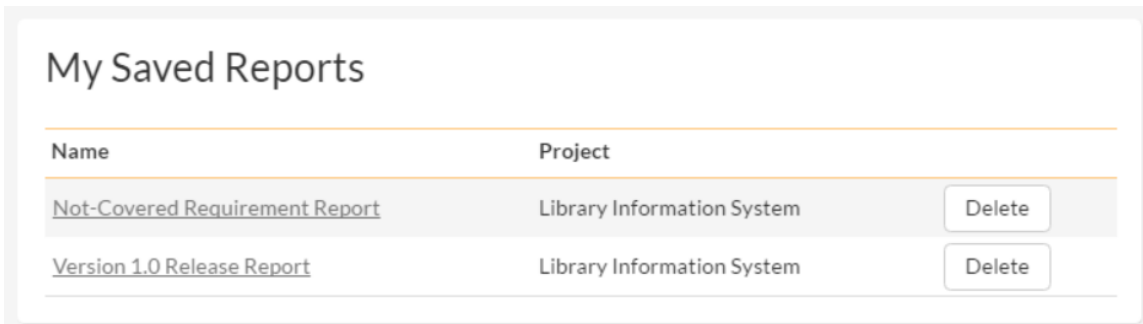 My Saved Reports
Name Project
Not-Covered Requirement Report Library Information System Delete
Version 1.0 Release Report Library Information System Delete